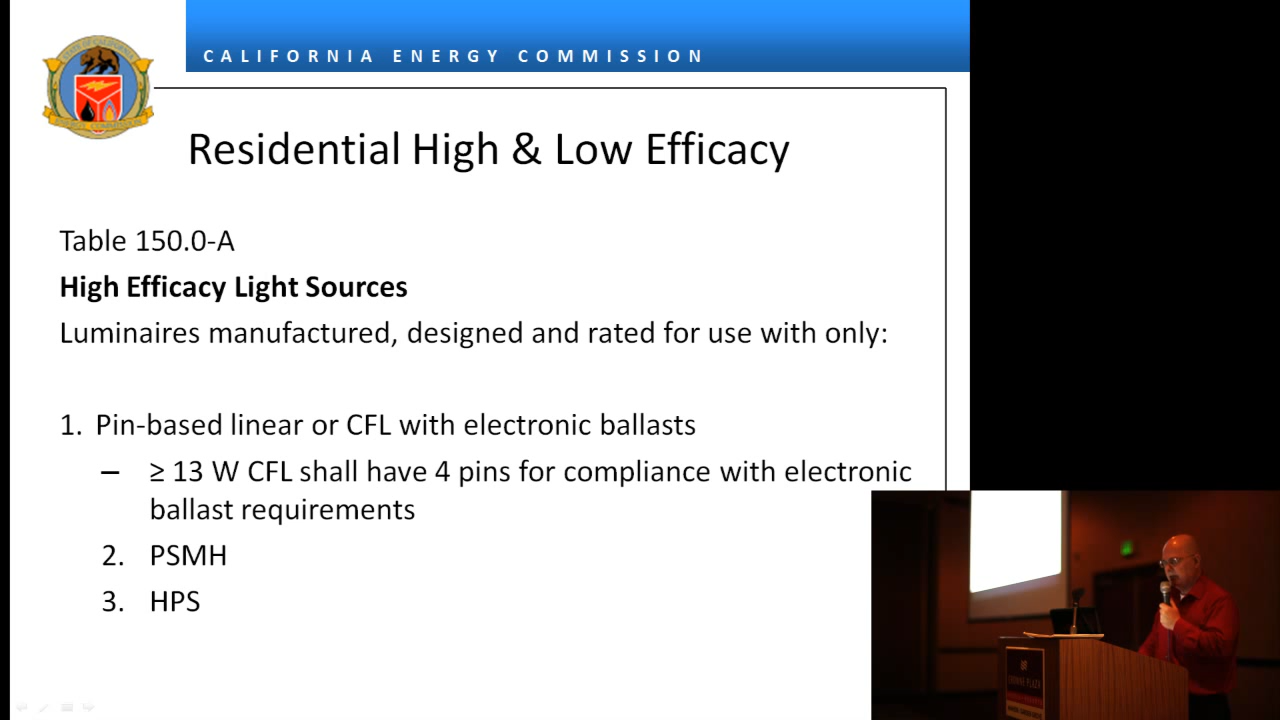 CALIFORNIA ENERGY COMMISSION
Residential High & Low Efficacy
Table 150.0-A
High Efficacy Light Sources
Luminaires manufactured, designed and rated for use with only:
1. Pin-based linear or CFL with electronic ballasts
– ≥ 13 W CFL shall have 4 pins for compliance with electronic
ballast requirements
2. PSMH
3. HPS